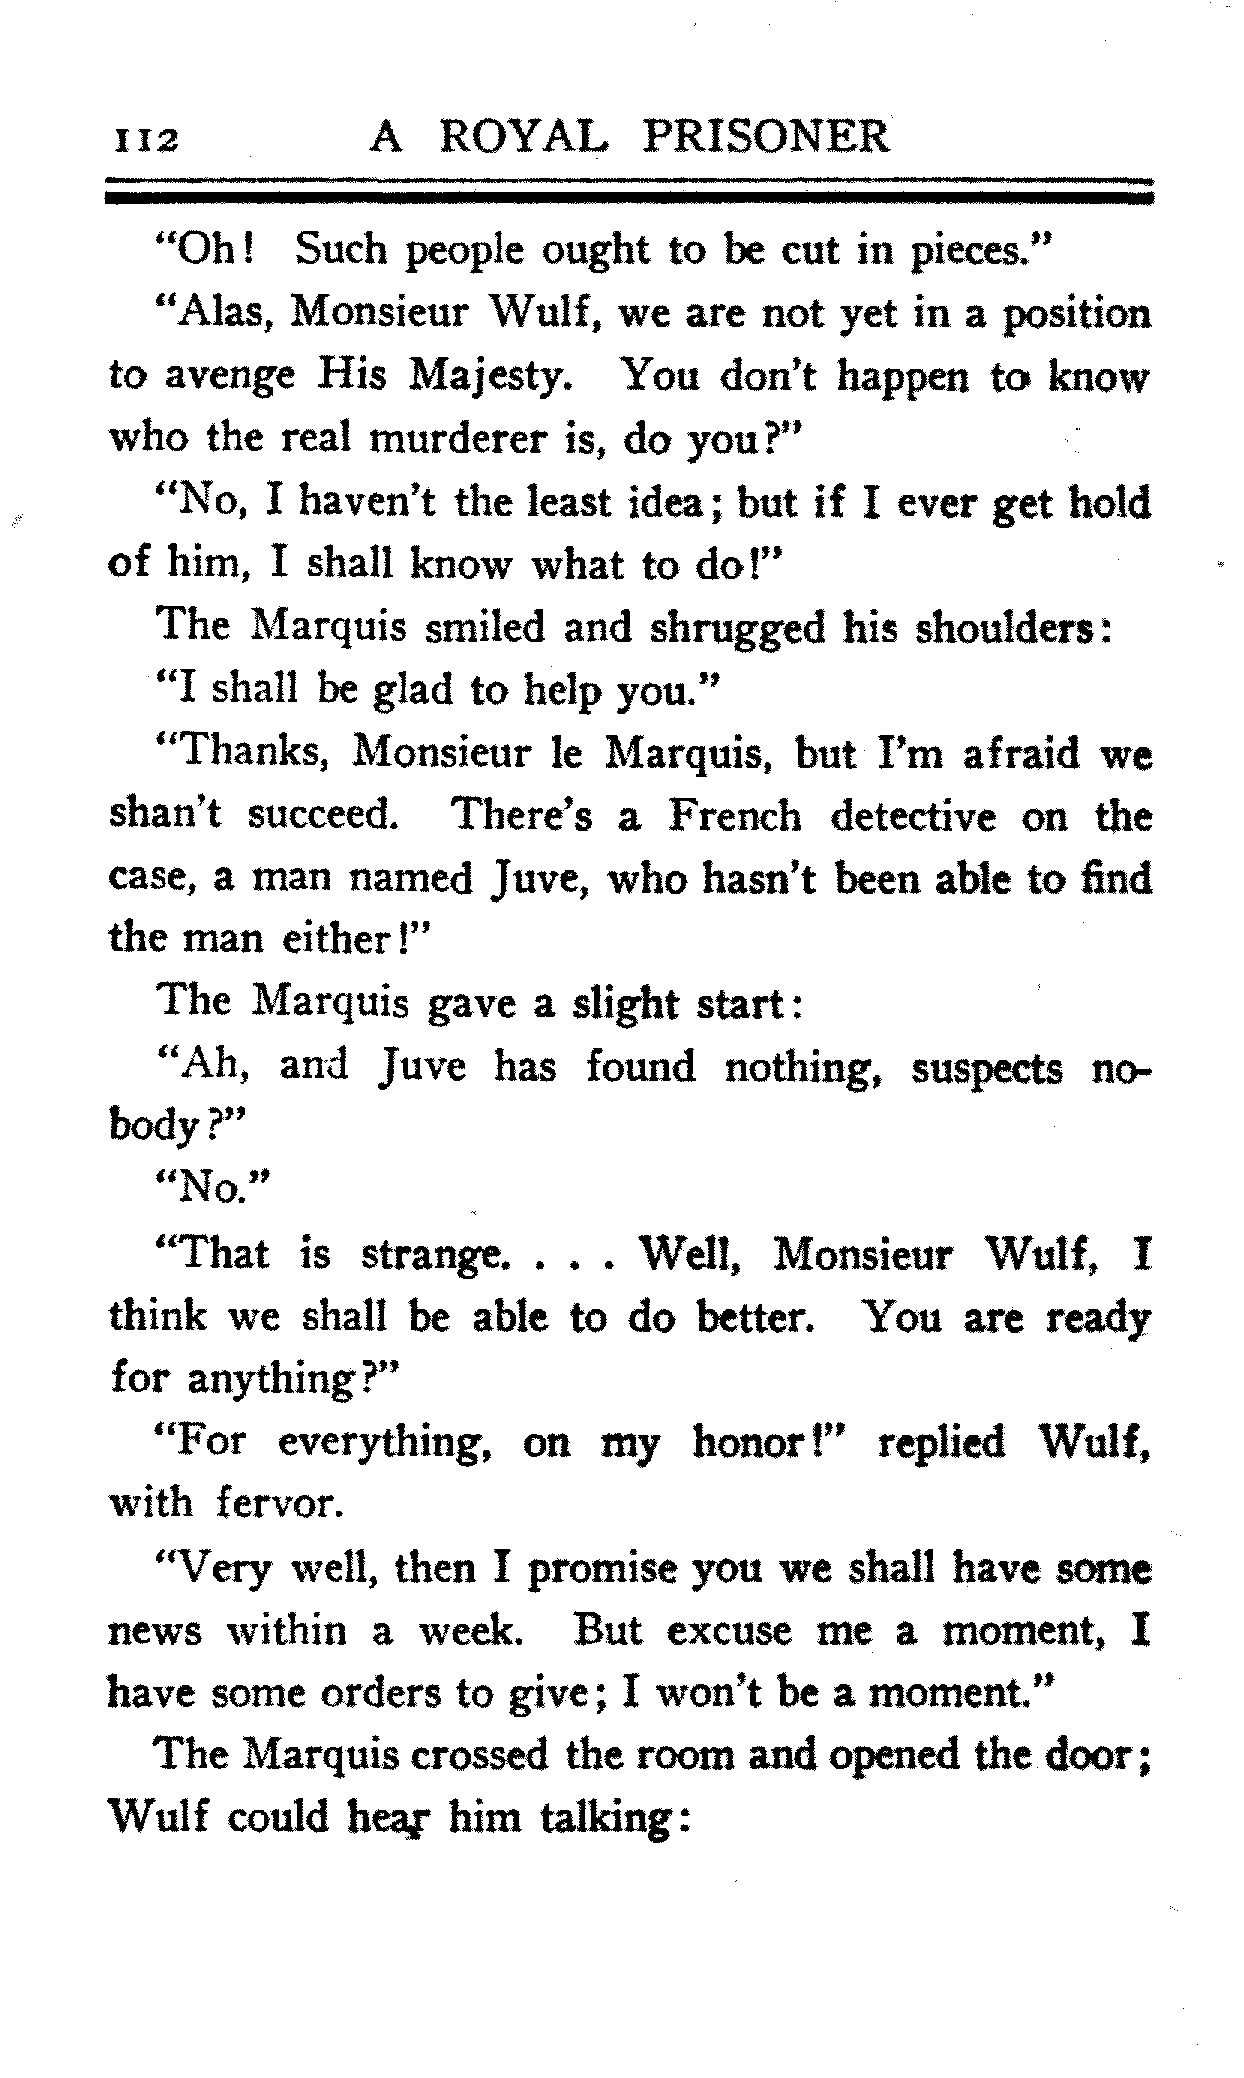 112 A ROYAL PRISONER
“Oh! Such people ought to be cut in pieces.”
“Alas, Monsieur Wulf, we are not yet in a position
to avenge His Majesty. You don’t happen to know
who the real murderer is, do you?”
“No, I haven’t the least idea; but if I ever get hold
of him, I shall know what to do!”
The Marquis smiled and shrugged his shoulders:
“I shall be glad to help you.”
“Thanks, Monsieur le Marquis, but I’m afraid we
shan’t succeed. There’s a French detective on the
case, a man named Juve, who hasn’t been able to find
the man either!”
The Marquis gave a slight start:
“Ah, and Juve has found nothing, suspects no-
body?”
“No.”
“That is strange. . . . Well, Monsieur Wulf, I
think we shall be able to do better. You are ready
for anything?”
“For everything, on my honor!” replied Wulf,
with fervor.
“Very well, then I promise you we shall have some
news within a week. But excuse me a moment, I
have some orders to give; I won’t be a moment.”
The Marquis crossed the room and opened the door;
Wulf could hear him talking: